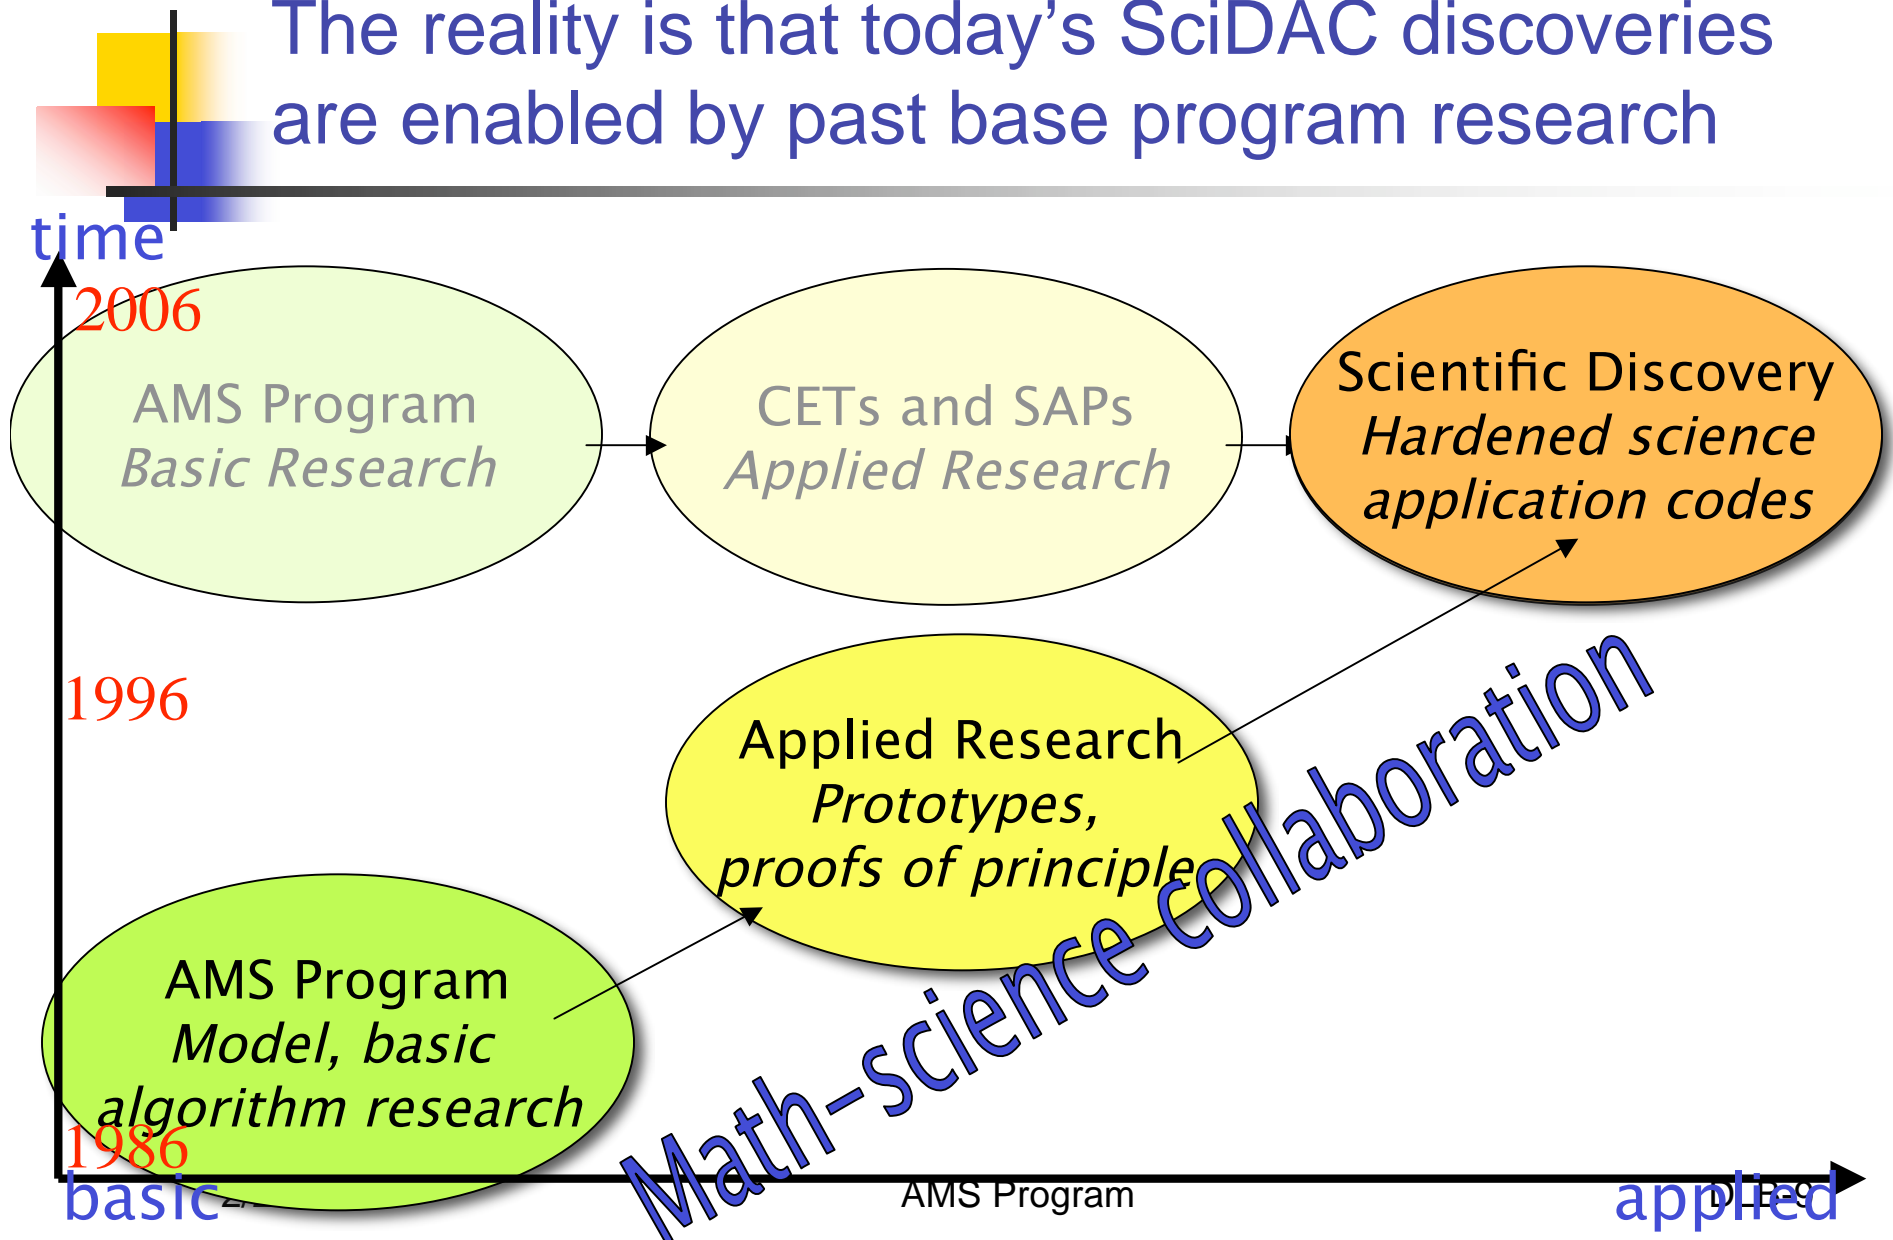 The reality is that today’s SciDAC discoveries
are enabled by past base program research
time
2006
AMS Program
Basic Research
CETs and SAPs
Applied Research
Scientific Discovery
Hardened science
application codes
1996
Applied Research
Prototypes,
proofs of principle
Math-science collaboration
AMS Program
Model, basic
algorithm research
1986
basic
AMS Program
DLB-9
applied